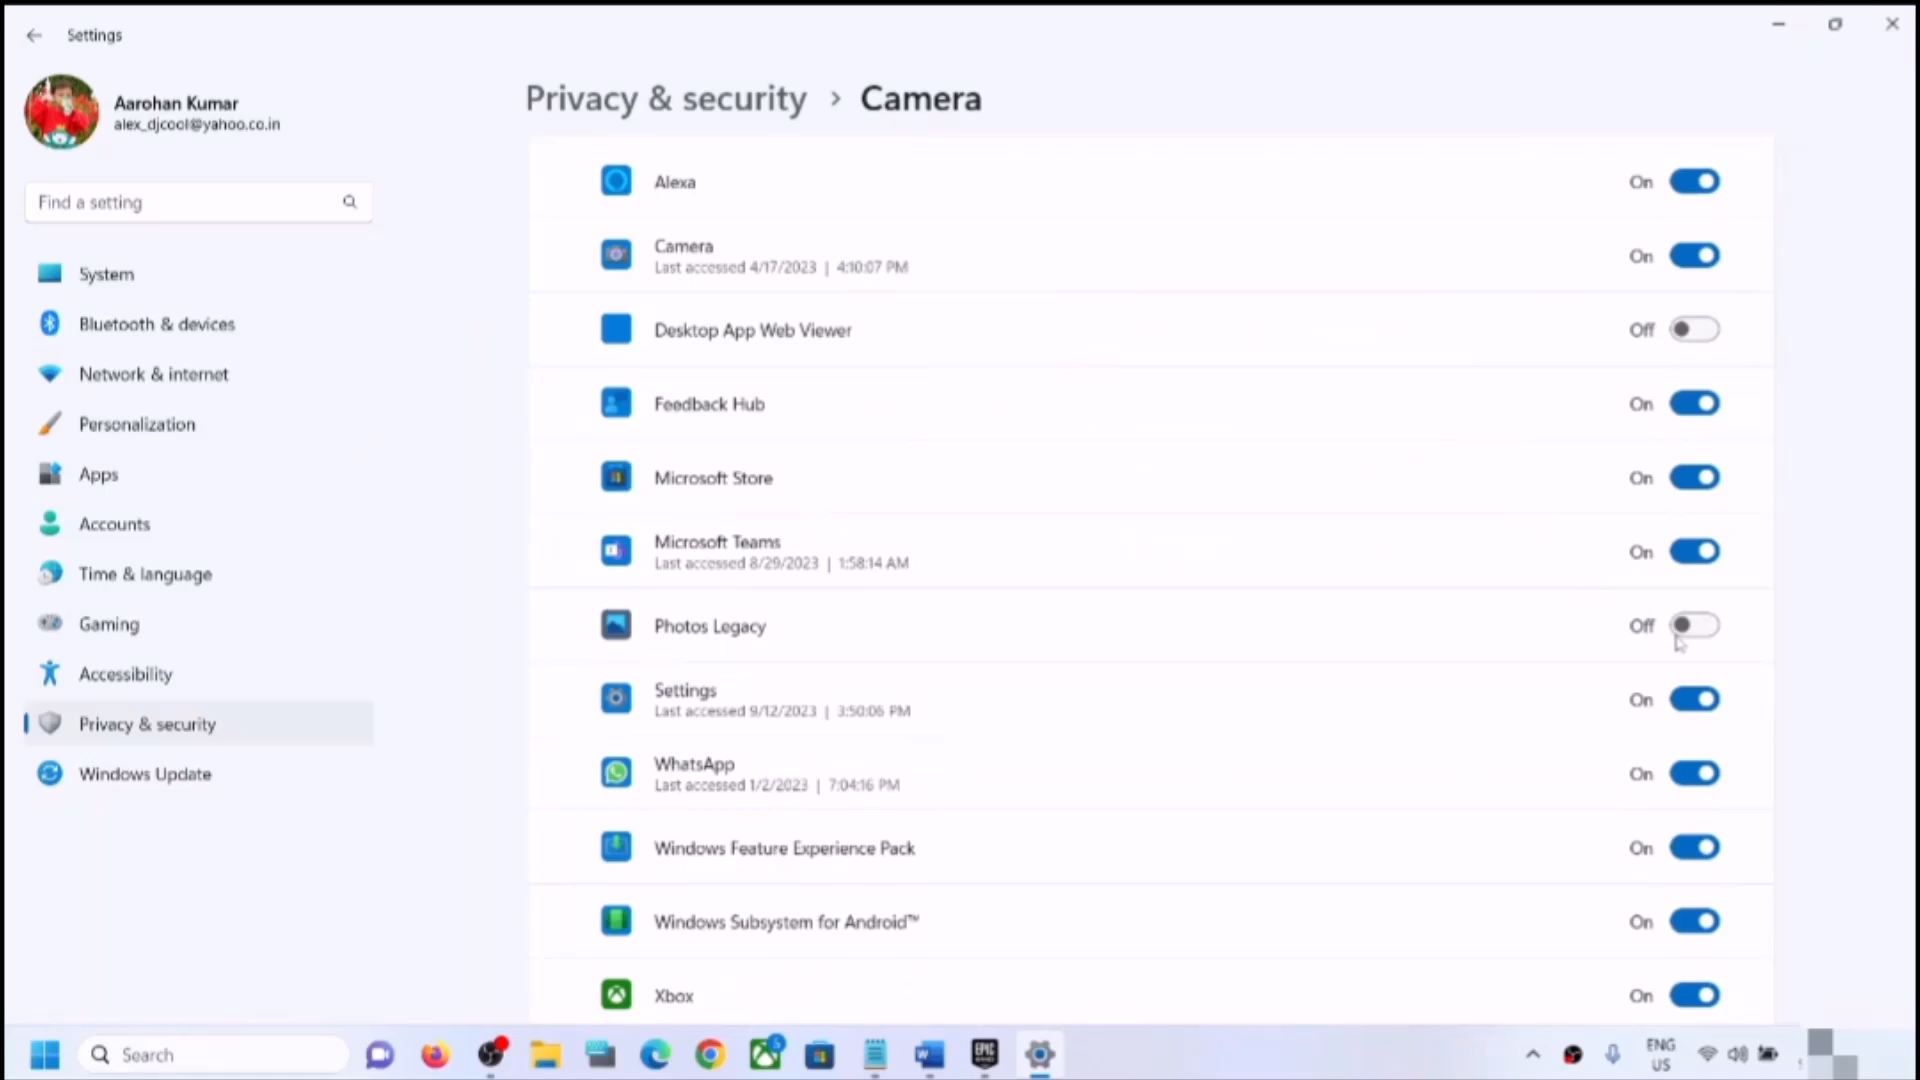 Settings
Aarohan Kumar
alex_djcool@yahoo.co.in
Find a setting
System
Bluetooth & devices
Network & internet
Personalization
Apps
Accounts
Time & language
Gaming
Accessibility
Privacy & security
Windows Update
Privacy & security > Camera
Alexa On
Camera
Last accessed 4/17/2023 | 4:10:07 PM
On
Desktop App Web Viewer Off
Feedback Hub On
Microsoft Store On
Microsoft Teams
Last accessed 8/29/2023 | 1:58:14 AM
On
Photos Legacy Off
Settings
Last accessed 9/12/2023 | 3:50:06 PM
On
WhatsApp
Last accessed 1/2/2023 | 7:04:16 PM
On
Windows Feature Experience Pack On
Windows Subsystem for Android™ On
Xbox On
Search
5
W
EPIC
GAMES
ENG
US